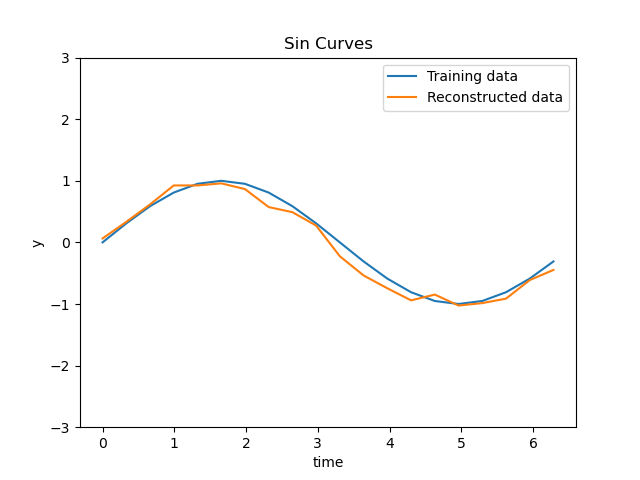 Sin Curves
Training data
Reconstructed data
3
2
1
0
−1
−2
−3
y
0 1 2 3 4 5 6
time